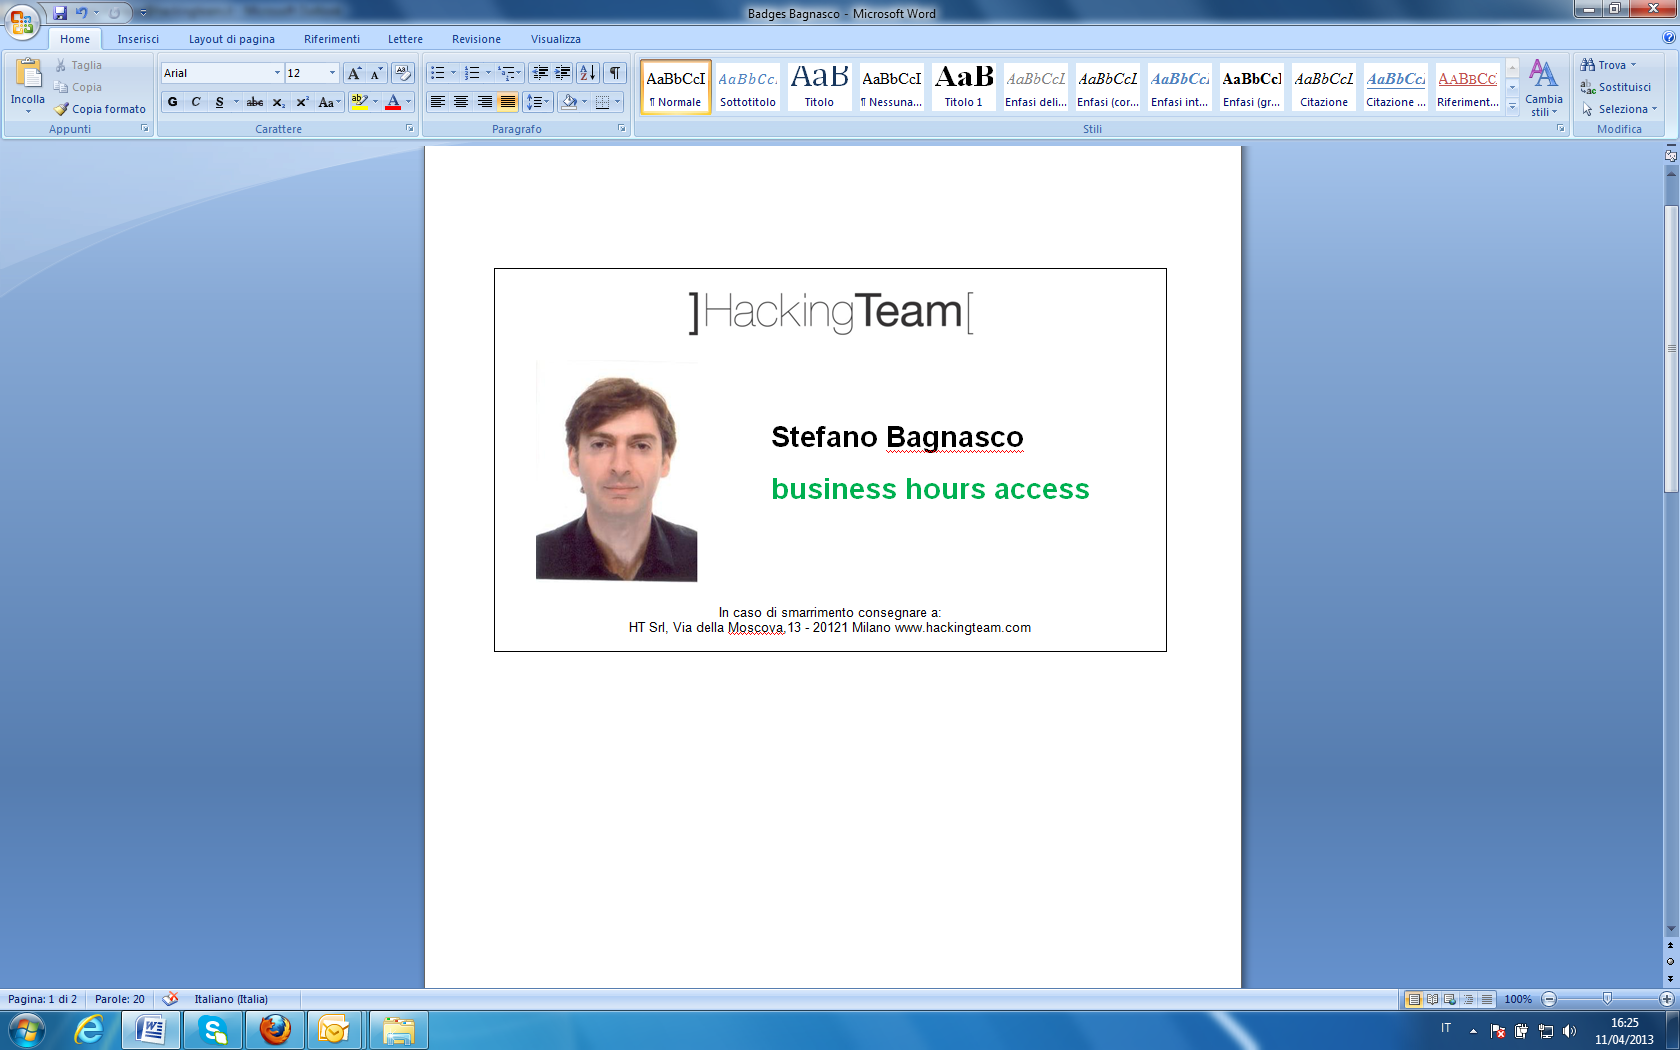 Badges Bagnasco - Microsoft Word
Home Inserisci Layout di pagina Riferimenti Lettere Revisione Visualizza
Incolla
Taglia
Copia
Copia formato
Appunti
Arial 12
G C S abc x₂ x² Aa
Carattere
Paragrafo
AaBbCcI AaBbCc. AaB AaBbCcI AaB AaBbCc. AaBbCcI AaBbCc. AaBbCcI AaBbCcI AaBbCc. AABBCC
¶ Normale Sottotitolo Titolo ¶ Nessuna... Titolo 1 Enfasi deli... Enfasi (cor... Enfasi int... Enfasi (gr... Citazione Citazione ... Riferiment...
Cambia
stili
Stili
Trova
Sostituisci
Seleziona
Modifica
]HackingTeam[
Stefano Bagnasco
business hours access
In caso di smarrimento consegnare a:
HT Srl, Via della Moscova,13 - 20121 Milano www.hackingteam.com
Pagina: 1 di 2 Parole: 20 Italiano (Italia) 100%
IT
16:25
11/04/2013